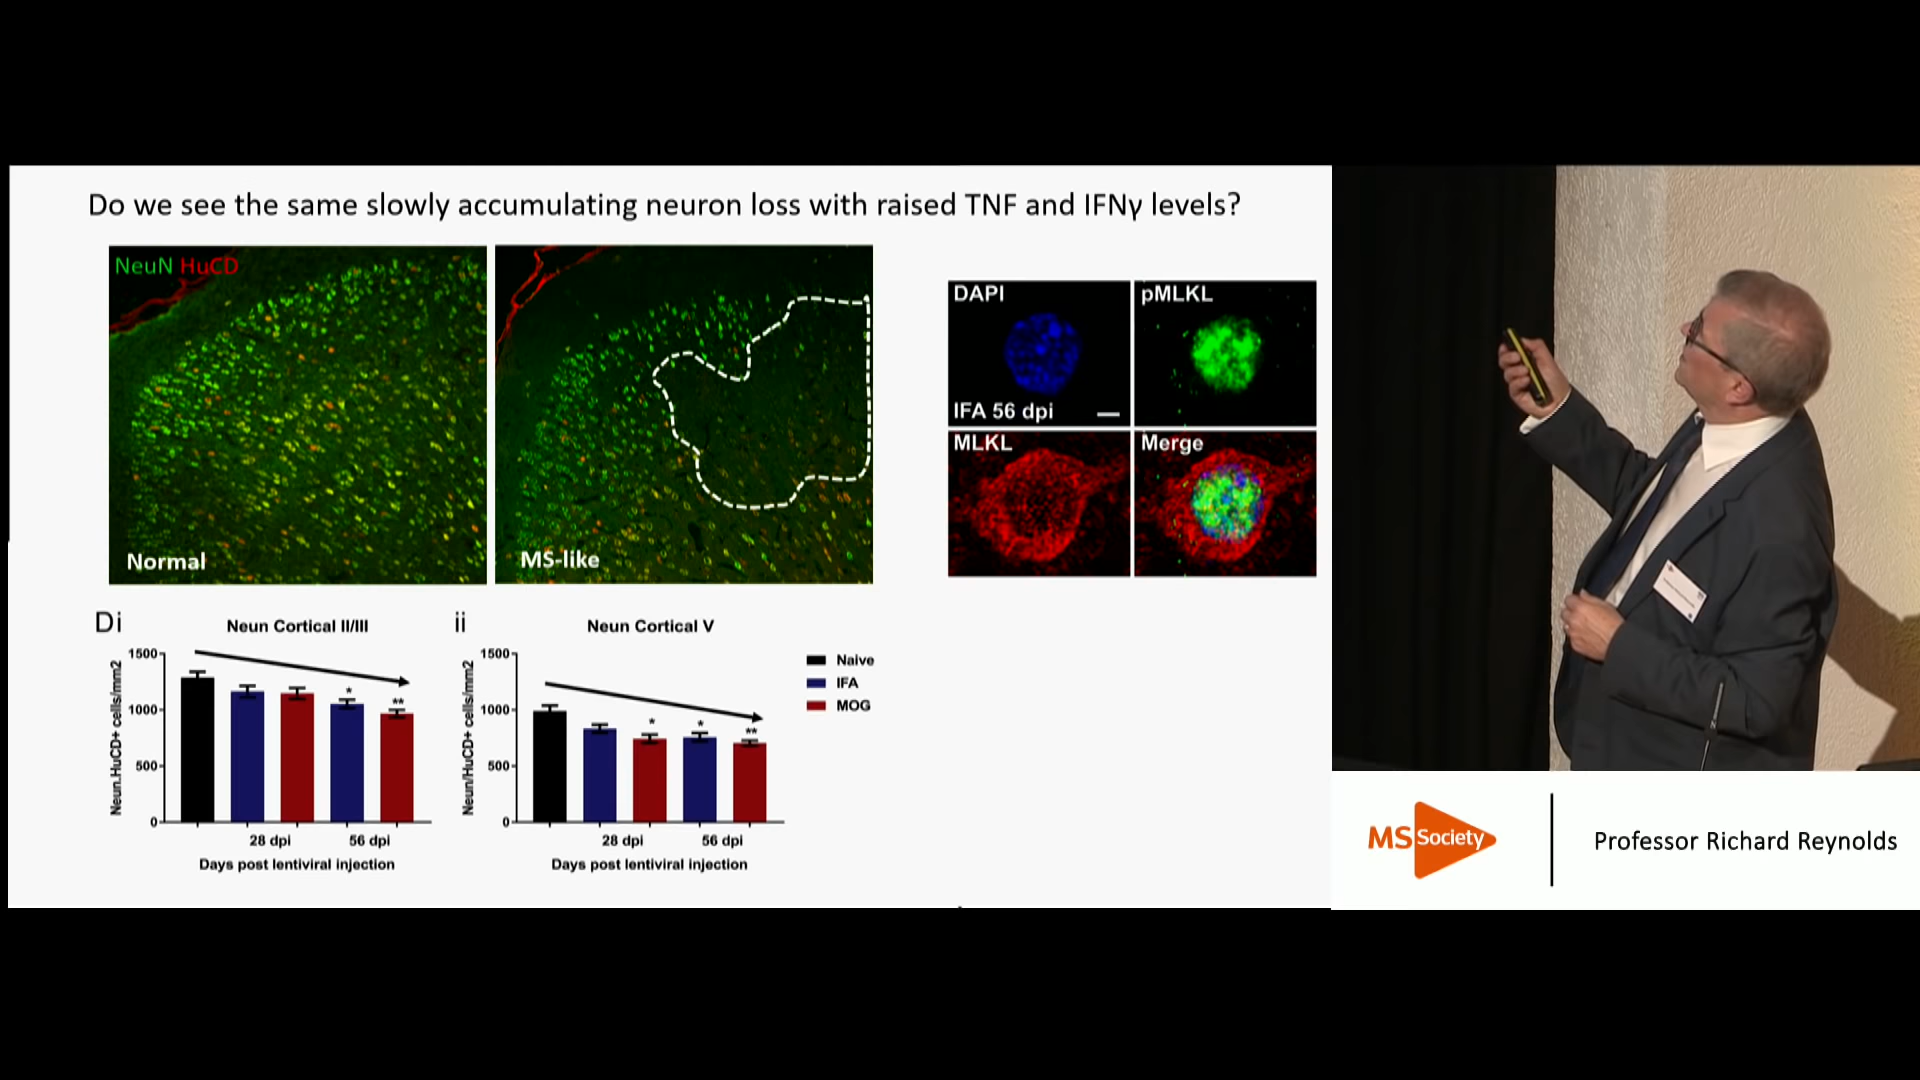 Do we see the same slowly accumulating neuron loss with raised TNF and IFNγ levels?
NeuN HuCD
Normal
MS-like
DAPI
pMLKL
IFA 56 dpi
MLKL
Merge
Di
Neun Cortical II/III
Neun.HuCD+ cells/mm2
1500
1000
500
0
*
**
28 dpi
56 dpi
Days post lentiviral injection
ii
Neun Cortical V
Neun/HuCD+ cells/mm2
1500
1000
500
0
*
*
**
28 dpi
56 dpi
Days post lentiviral injection
Naive
IFA
MOG
MS Society
Professor Richard Reynolds